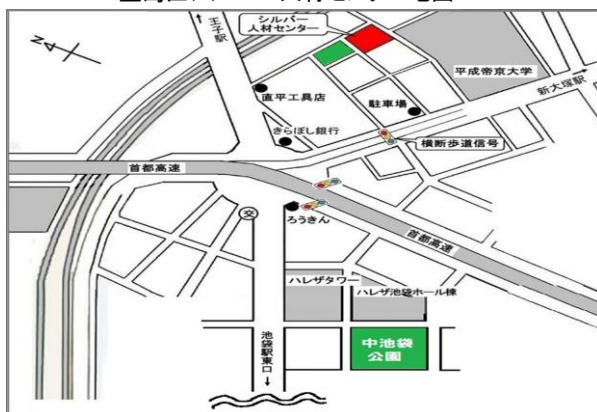 シルバー
人材センター
王子駅
N
平成帝京大学
新大塚駅
直平工具店
駐車場
きらぼし銀行
横断歩道信号
首都高速
交
ろうきん
首都高速
ハレザタワー
ハレザ池袋ホール棟
中池袋
公園
池袋駅東口